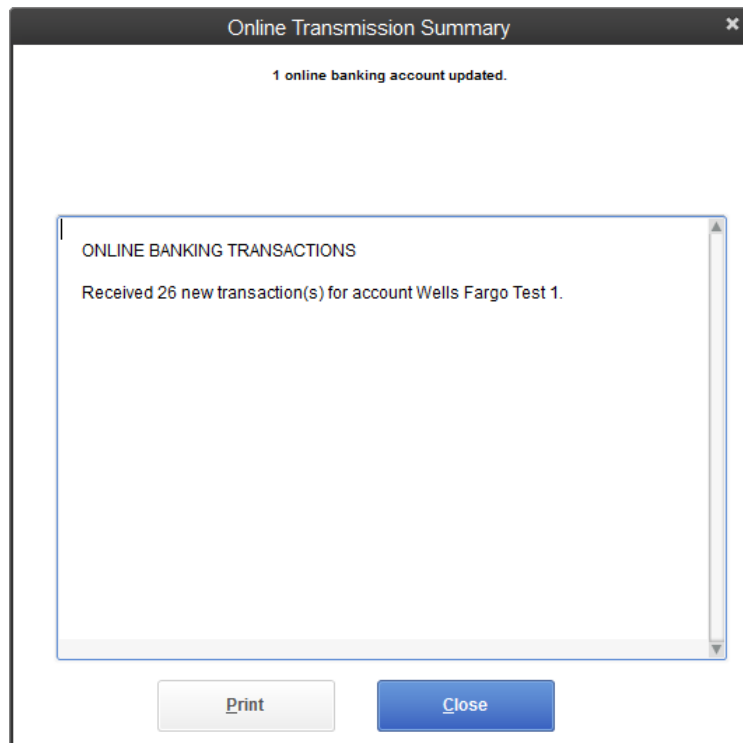 Online Transmission Summary
1 online banking account updated.
ONLINE BANKING TRANSACTIONS
Received 26 new transaction(s) for account Wells Fargo Test 1.
Print Close